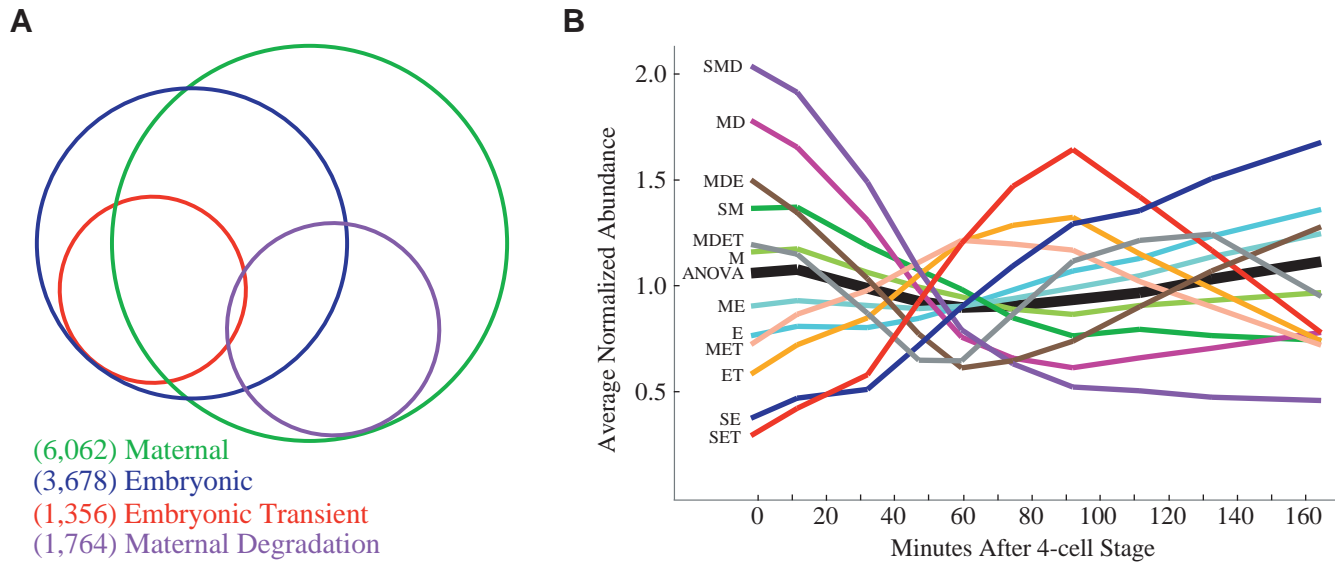 A
(6,062) Maternal
(3,678) Embryonic
(1,356) Embryonic Transient
(1,764) Maternal Degradation
B
Average Normalized Abundance
2.0
1.5
1.0
0.5
SMD
MD
MDE
SM
MDET
M
ANOVA
ME
E
MET
ET
SE
SET
0 20 40 60 80 100 120 140 160
Minutes After 4-cell Stage